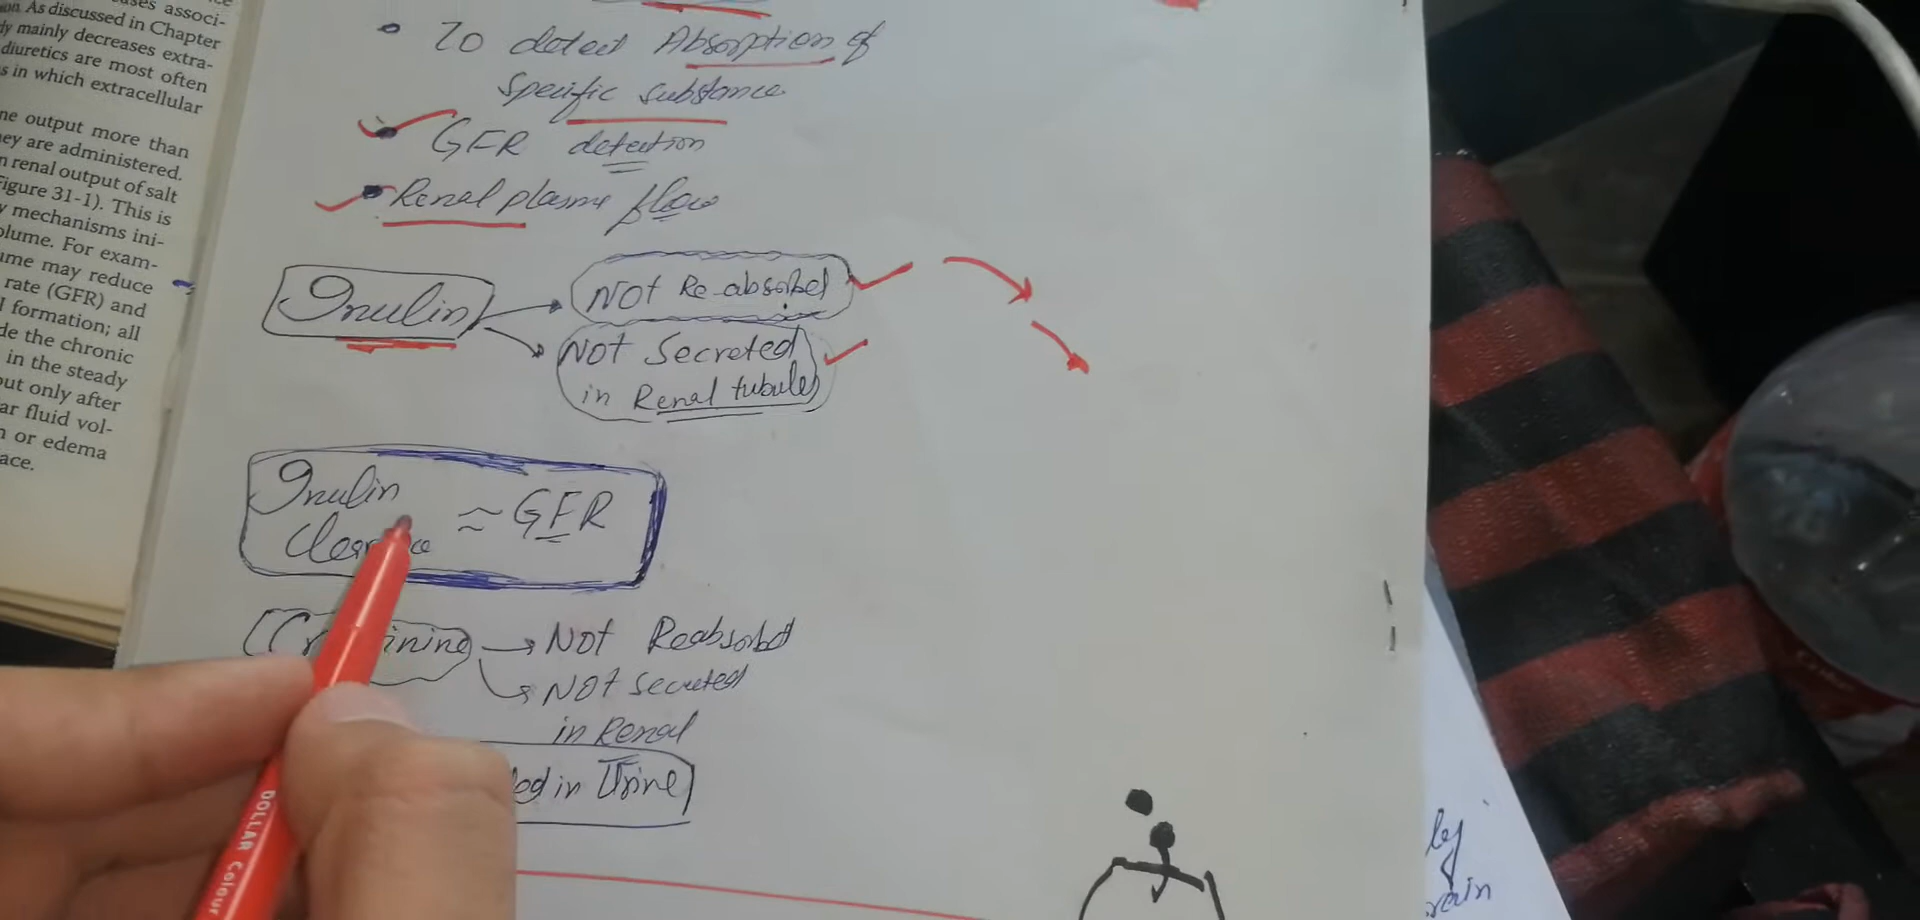 associ-
As discussed in Chapter
mainly decreases extra-
diuretics are most often
in which extracellular
output more than
they are administered.
renal output of salt
Figure 31-1). This is
mechanisms ini-
volume. For exam-
may reduce
rate (GFR) and
formation; all
the chronic
in the steady
but only after
fluid vol-
or edema
To detect Absorption of
specific substance
GFR detection
Renal plasma flow
Inulin
NOT Re-absorbed
NOT Secreted
in Renal tubules
Inulin
≈ GFR
Not Reabsorbed
NOT secreted
in Renal
in Urine
DOLLAR Colour